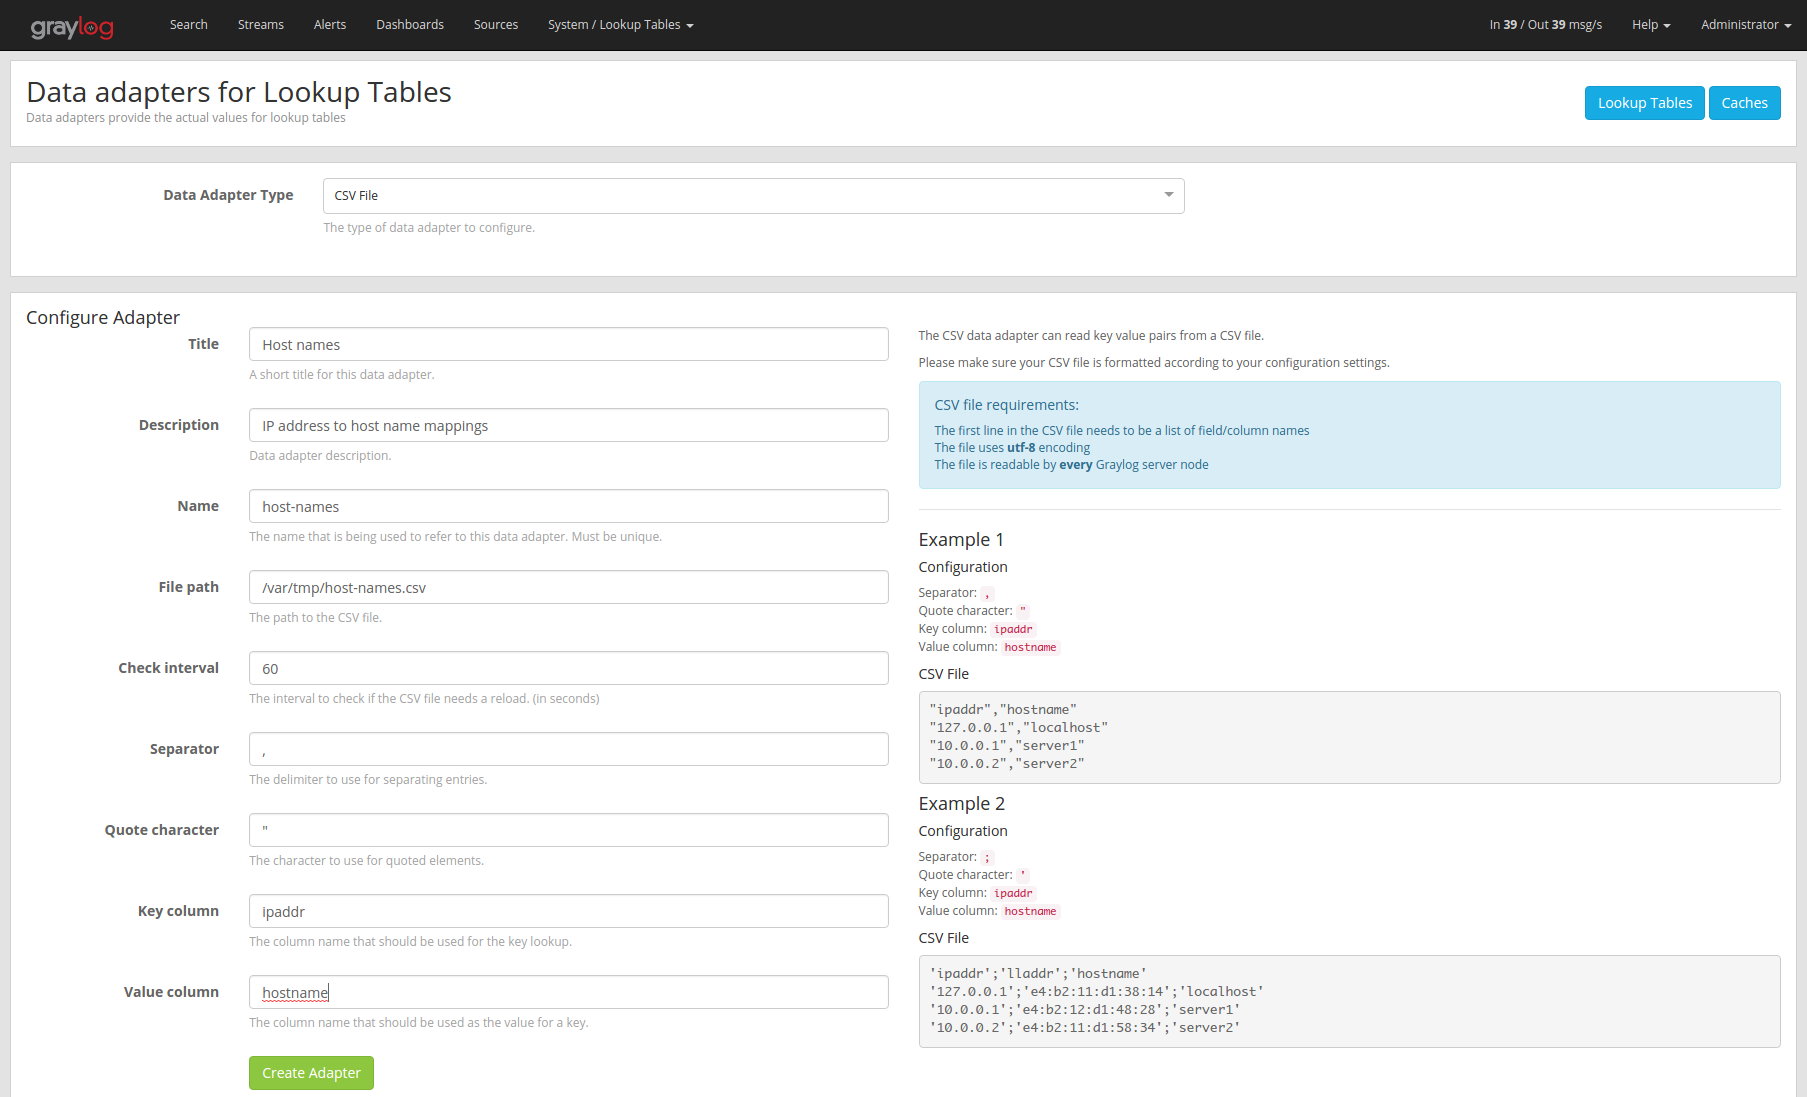 graylog Search Streams Alerts Dashboards Sources System / Lookup Tables In 39 / Out 39 msg/s Help Administrator
Data adapters for Lookup Tables
Data adapters provide the actual values for lookup tables
Lookup Tables Caches
Data Adapter Type CSV File
The type of data adapter to configure.
Configure Adapter
Title Host names
A short title for this data adapter.
Description IP address to host name mappings
Data adapter description.
Name host-names
The name that is being used to refer to this data adapter. Must be unique.
File path /var/tmp/host-names.csv
The path to the CSV file.
Check interval 60
The interval to check if the CSV file needs a reload. (in seconds)
Separator ,
The delimiter to use for separating entries.
Quote character "
The character to use for quoted elements.
Key column ipaddr
The column name that should be used for the key lookup.
Value column hostname
The column name that should be used as the value for a key.
Create Adapter
The CSV data adapter can read key value pairs from a CSV file.
Please make sure your CSV file is formatted according to your configuration settings.
CSV file requirements:
The first line in the CSV file needs to be a list of field/column names
The file uses utf-8 encoding
The file is readable by every Graylog server node
Example 1
Configuration
Separator: ,
Quote character: "
Key column: ipaddr
Value column: hostname
CSV File
"ipaddr","hostname"
"127.0.0.1","localhost"
"10.0.0.1","server1"
"10.0.0.2","server2"
Example 2
Configuration
Separator: ;
Quote character: '
Key column: ipaddr
Value column: hostname
CSV File
'ipaddr';'lladdr';'hostname'
'127.0.0.1';'e4:b2:11:d1:38:14';'localhost'
'10.0.0.1';'e4:b2:12:d1:48:28';'server1'
'10.0.0.2';'e4:b2:11:d1:58:34';'server2'